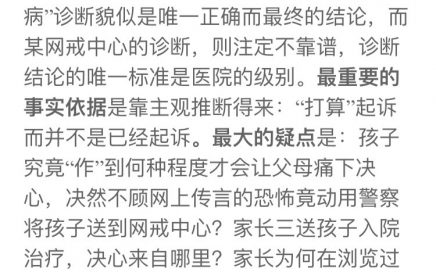 病”诊断貌似是唯一正确而最终的结论，而
某网戒中心的诊断，则注定不靠谱，诊断
结论的唯一标准是医院的级别。最重要的
事实依据是靠主观推断得来：“打算”起诉
而并不是已经起诉。最大的疑点是：孩子
究竟“作”到何种程度才会让父母痛下决
心，决然不顾网上传言的恐怖竟动用警察
将孩子送到网戒中心？家长三送孩子入院
治疗，决心来自哪里？家长为何在浏览过